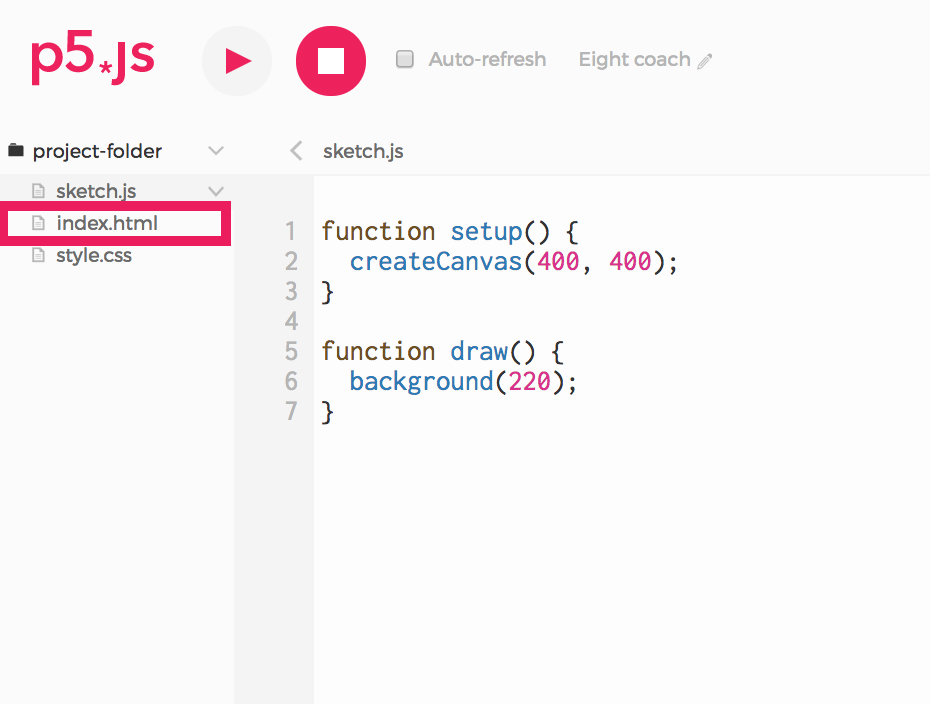 p5.js
Auto-refresh
Eight coach
project-folder
sketch.js
index.html
style.css
sketch.js
1 function setup() {
2   createCanvas(400, 400);
3 }
4
5 function draw() {
6   background(220);
7 }